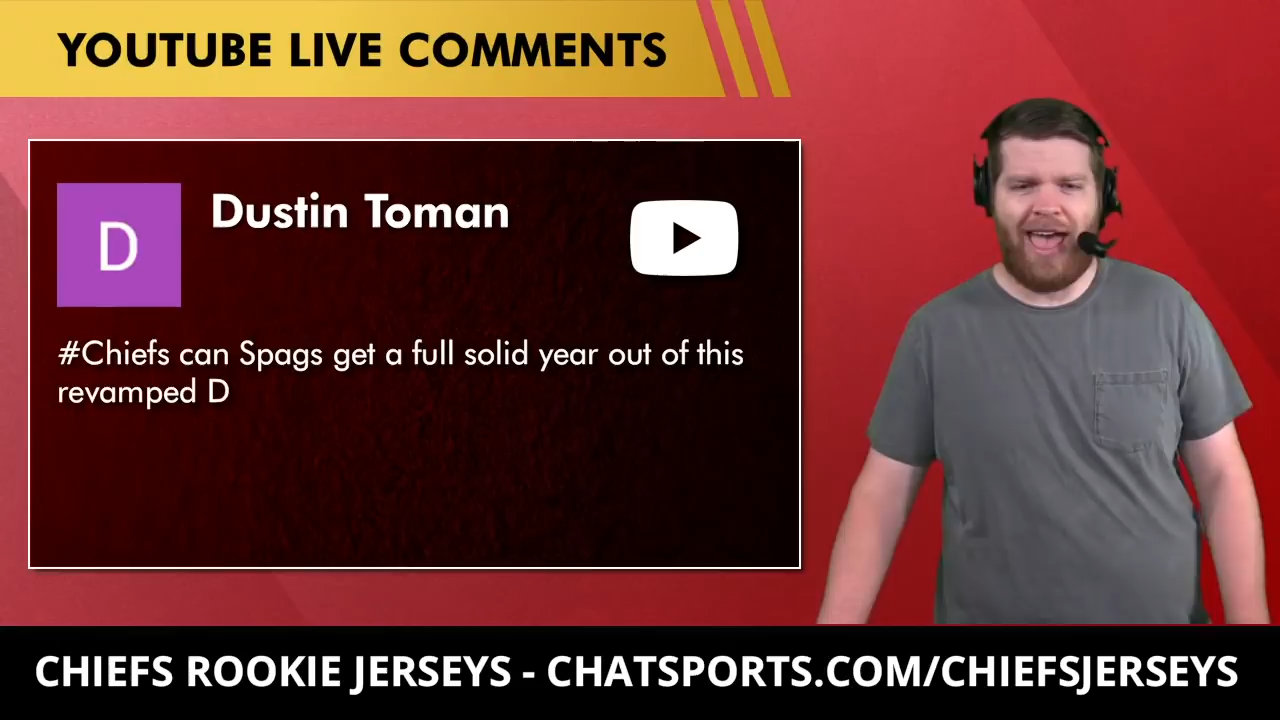 YOUTUBE LIVE COMMENTS
D
Dustin Toman
#Chiefs can Spags get a full solid year out of this
revamped D
CHIEFS ROOKIE JERSEYS - CHATSPORTS.COM/CHIEFSJERSEYS